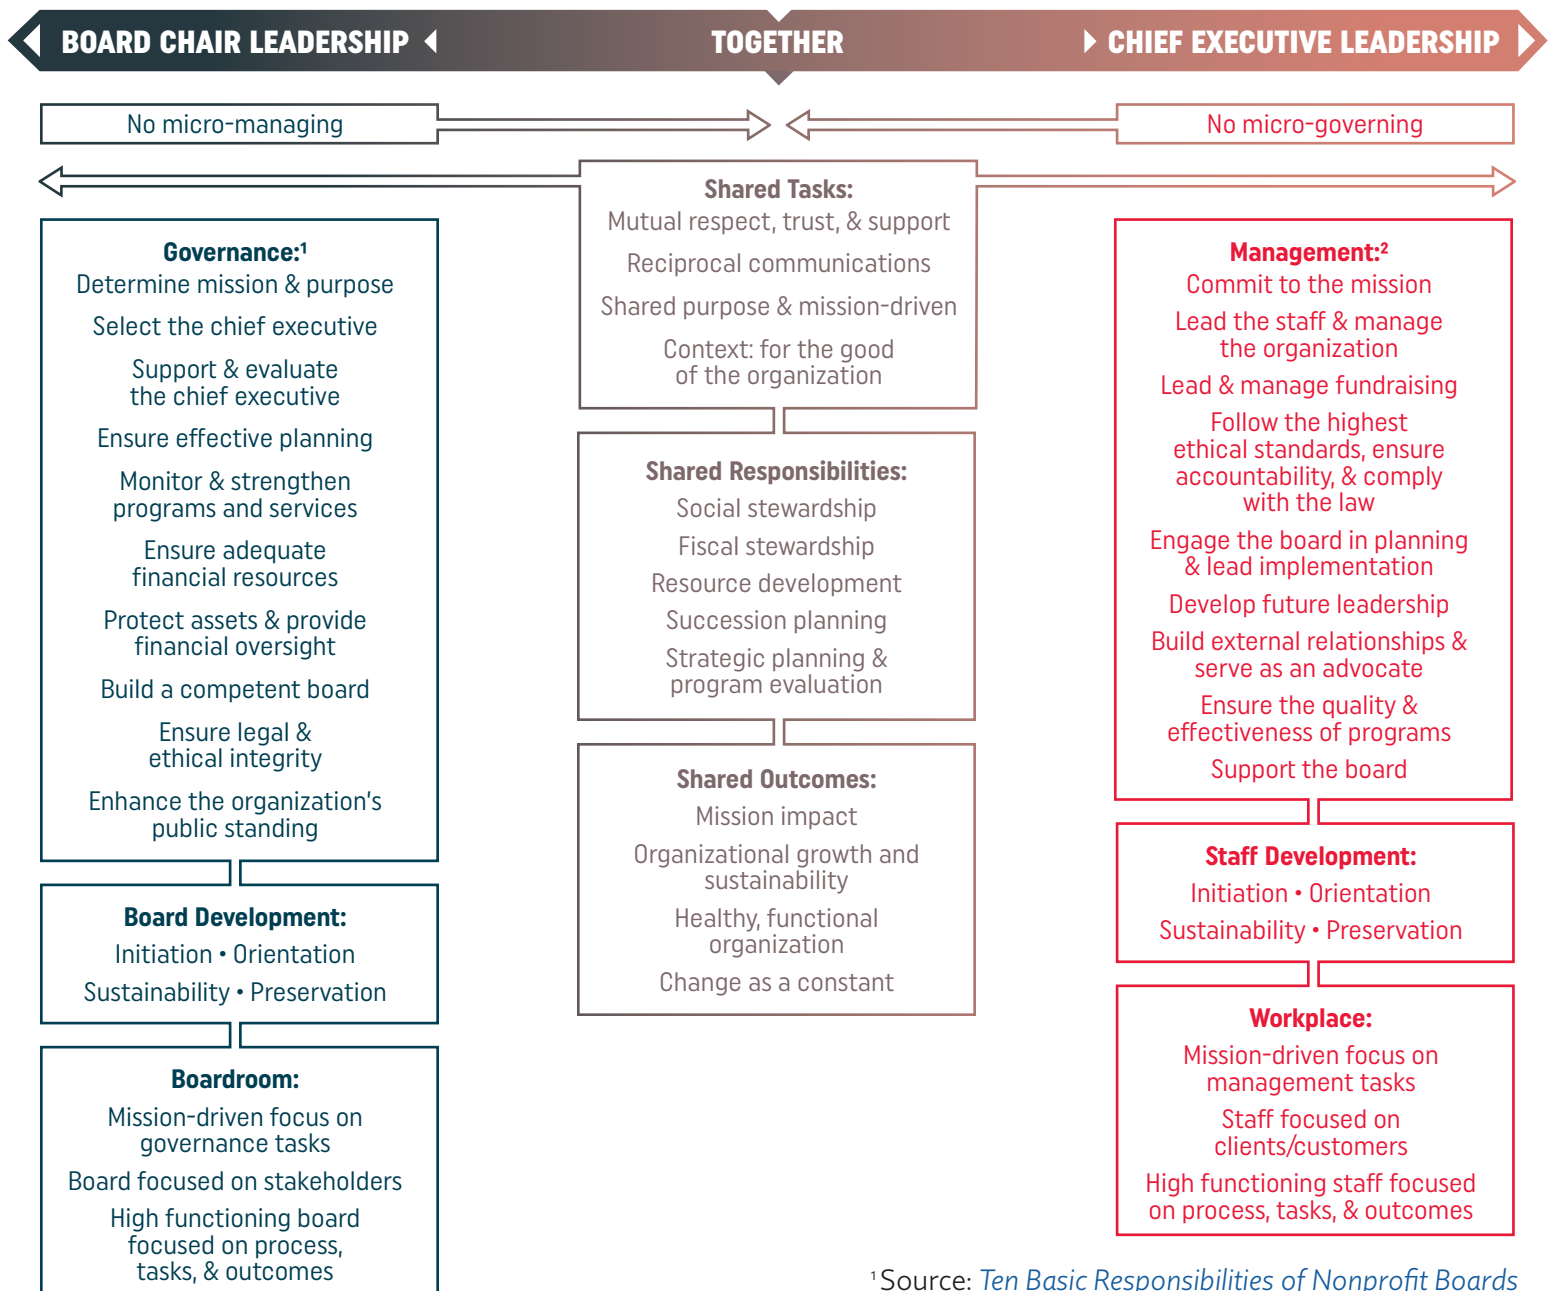 BOARD CHAIR LEADERSHIP
TOGETHER
CHIEF EXECUTIVE LEADERSHIP
No micro-managing
No micro-governing
Governance:¹
Determine mission & purpose
Select the chief executive
Support & evaluate
the chief executive
Ensure effective planning
Monitor & strengthen
programs and services
Ensure adequate
financial resources
Protect assets & provide
financial oversight
Build a competent board
Ensure legal &
ethical integrity
Enhance the organization's
public standing
Board Development:
Initiation • Orientation
Sustainability • Preservation
Boardroom:
Mission-driven focus on
governance tasks
Board focused on stakeholders
High functioning board
focused on process,
tasks, & outcomes
Shared Tasks:
Mutual respect, trust, & support
Reciprocal communications
Shared purpose & mission-driven
Context: for the good
of the organization
Shared Responsibilities:
Social stewardship
Fiscal stewardship
Resource development
Succession planning
Strategic planning &
program evaluation
Shared Outcomes:
Mission impact
Organizational growth and
sustainability
Healthy, functional
organization
Change as a constant
Management:²
Commit to the mission
Lead the staff & manage
the organization
Lead & manage fundraising
Follow the highest
ethical standards, ensure
accountability, & comply
with the law
Engage the board in planning
& lead implementation
Develop future leadership
Build external relationships &
serve as an advocate
Ensure the quality &
effectiveness of programs
Support the board
Staff Development:
Initiation • Orientation
Sustainability • Preservation
Workplace:
Mission-driven focus on
management tasks
Staff focused on
clients/customers
High functioning staff focused
on process, tasks, & outcomes
¹ Source: Ten Basic Responsibilities of Nonprofit Boards